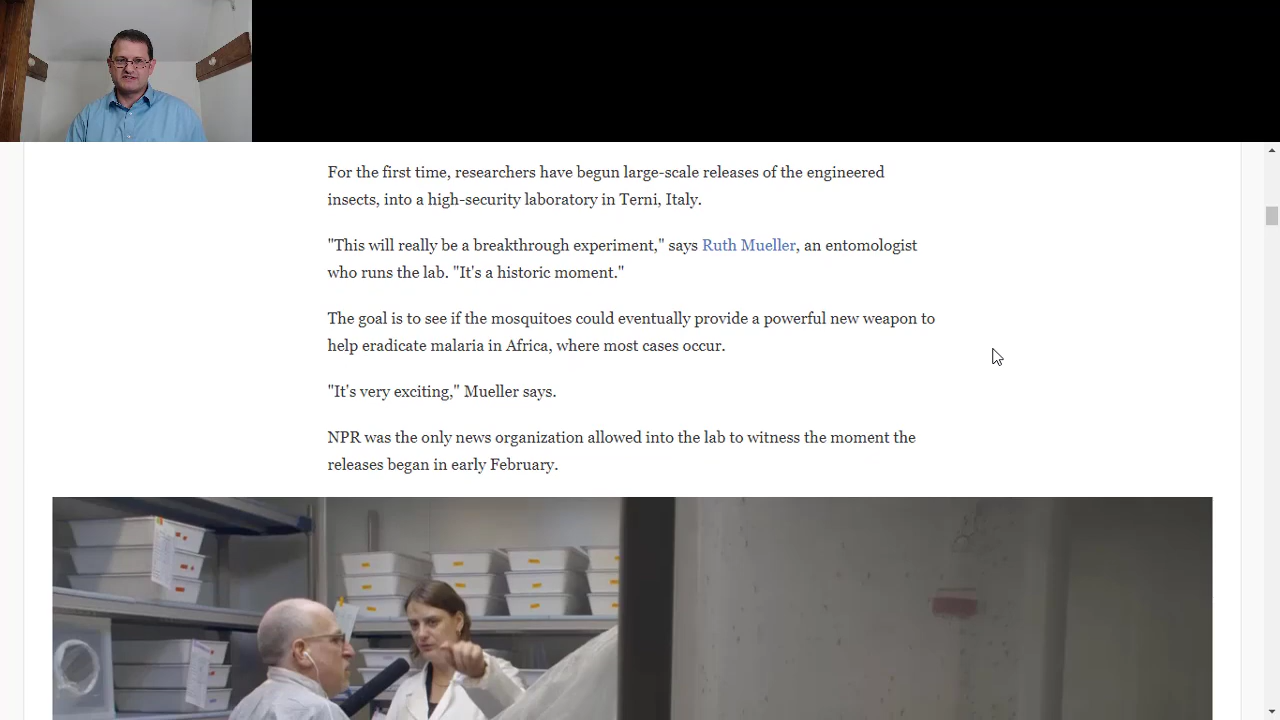 For the first time, researchers have begun large-scale releases of the engineered
insects, into a high-security laboratory in Terni, Italy.
"This will really be a breakthrough experiment," says Ruth Mueller, an entomologist
who runs the lab. "It's a historic moment."
The goal is to see if the mosquitoes could eventually provide a powerful new weapon to
help eradicate malaria in Africa, where most cases occur.
"It's very exciting," Mueller says.
NPR was the only news organization allowed into the lab to witness the moment the
releases began in early February.